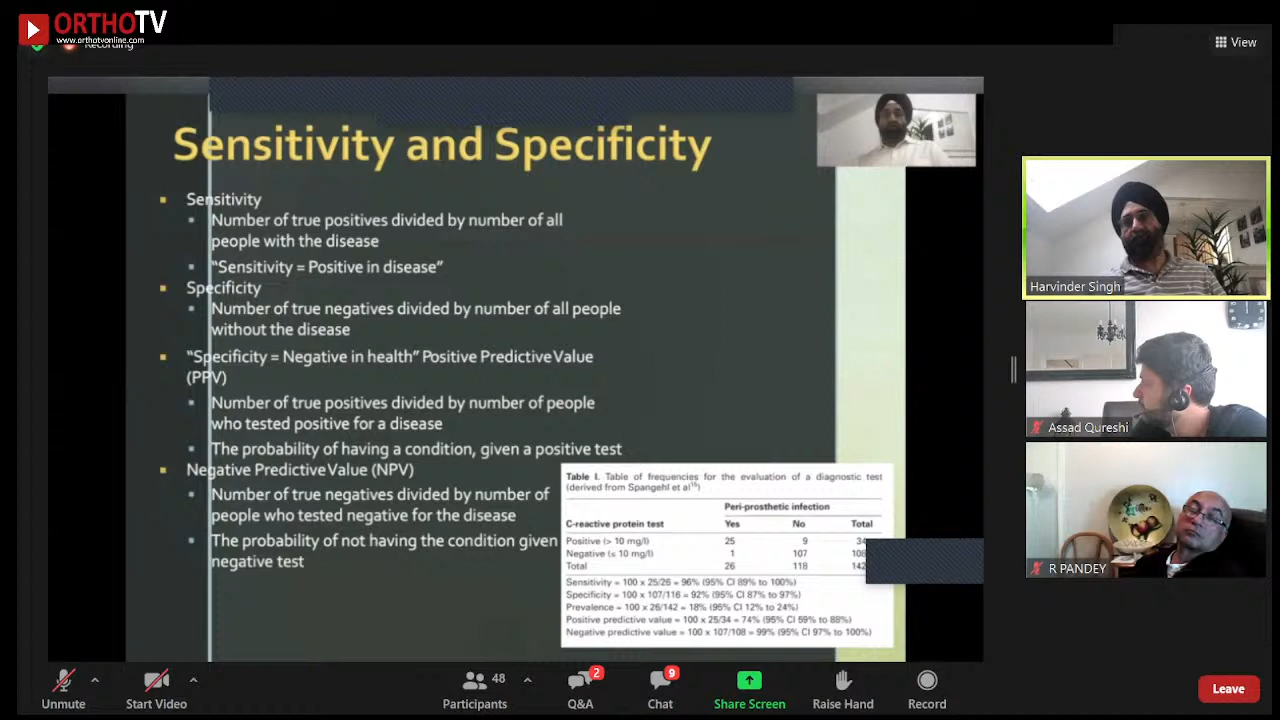 ORTHOTV
www.orthotvonline.com
Recording
View
Sensitivity and Specificity
Sensitivity
Number of true positives divided by number of all
people with the disease
"Sensitivity = Positive in disease"
Specificity
Number of true negatives divided by number of all people
without the disease
"Specificity = Negative in health" Positive Predictive Value
(PPV)
Number of true positives divided by number of people
who tested positive for a disease
The probability of having a condition, given a positive test
Negative Predictive Value (NPV)
Number of true negatives divided by number of
people who tested negative for the disease
The probability of not having the condition given
negative test
Table I. Table of frequencies for the evaluation of a diagnostic test
(derived from Spangehl et al
Peri-prosthetic infection
C-reactive protein test Yes No Total
Positive (> 10 mg/l) 25 9 34
Negative (≤ 10 mg/l) 1 107 108
Total 26 118 142
Sensitivity = 100 x 25/26 = 96% (95% CI 89% to 100%)
Specificity = 100 x 107/116 = 92% (95% CI 87% to 97%)
Prevalence = 100 x 26/142 = 18% (95% CI 12% to 24%)
Positive predictive value = 100 x 25/34 = 74% (95% CI 59% to 88%)
Negative predictive value = 100 x 107/108 = 99% (95% CI 97% to 100%)
Harvinder Singh
Assad Qureshi
R PANDEY
Unmute
Start Video
48
Participants
2
Q&A
9
Chat
Share Screen
Raise Hand
Record
Leave